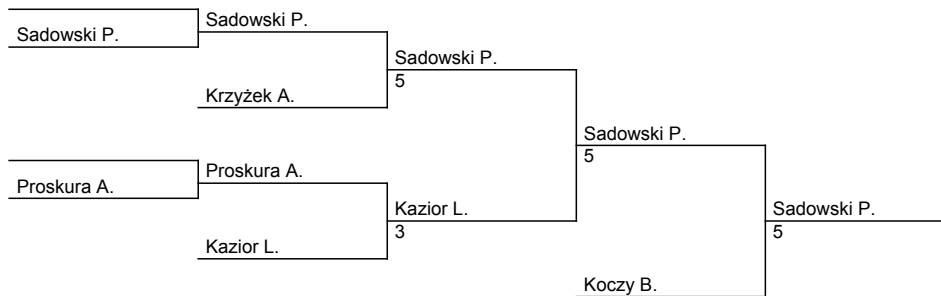 Sadowski P.
Sadowski P.
Sadowski P.
5
Krzyżek A.
Sadowski P.
5
Proskura A.
Proskura A.
Kazior L.
3
Sadowski P.
5
Kazior L.
Koczy B.